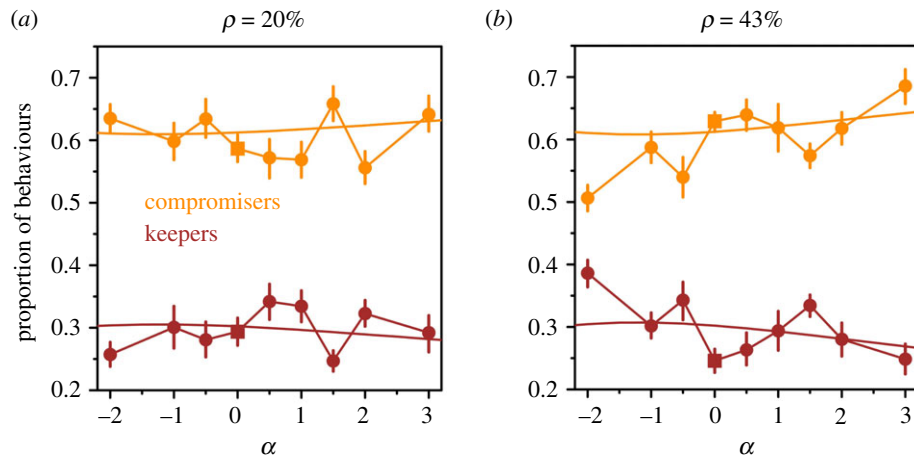 (a)
ρ = 20%
(b)
ρ = 43%
proportion of behaviours
0.7
0.6
0.5
0.4
0.3
0.2
compromisers
keepers
–2 –1 0 1 2 3
α
0.7
0.6
0.5
0.4
0.3
0.2
–2 –1 0 1 2 3
α